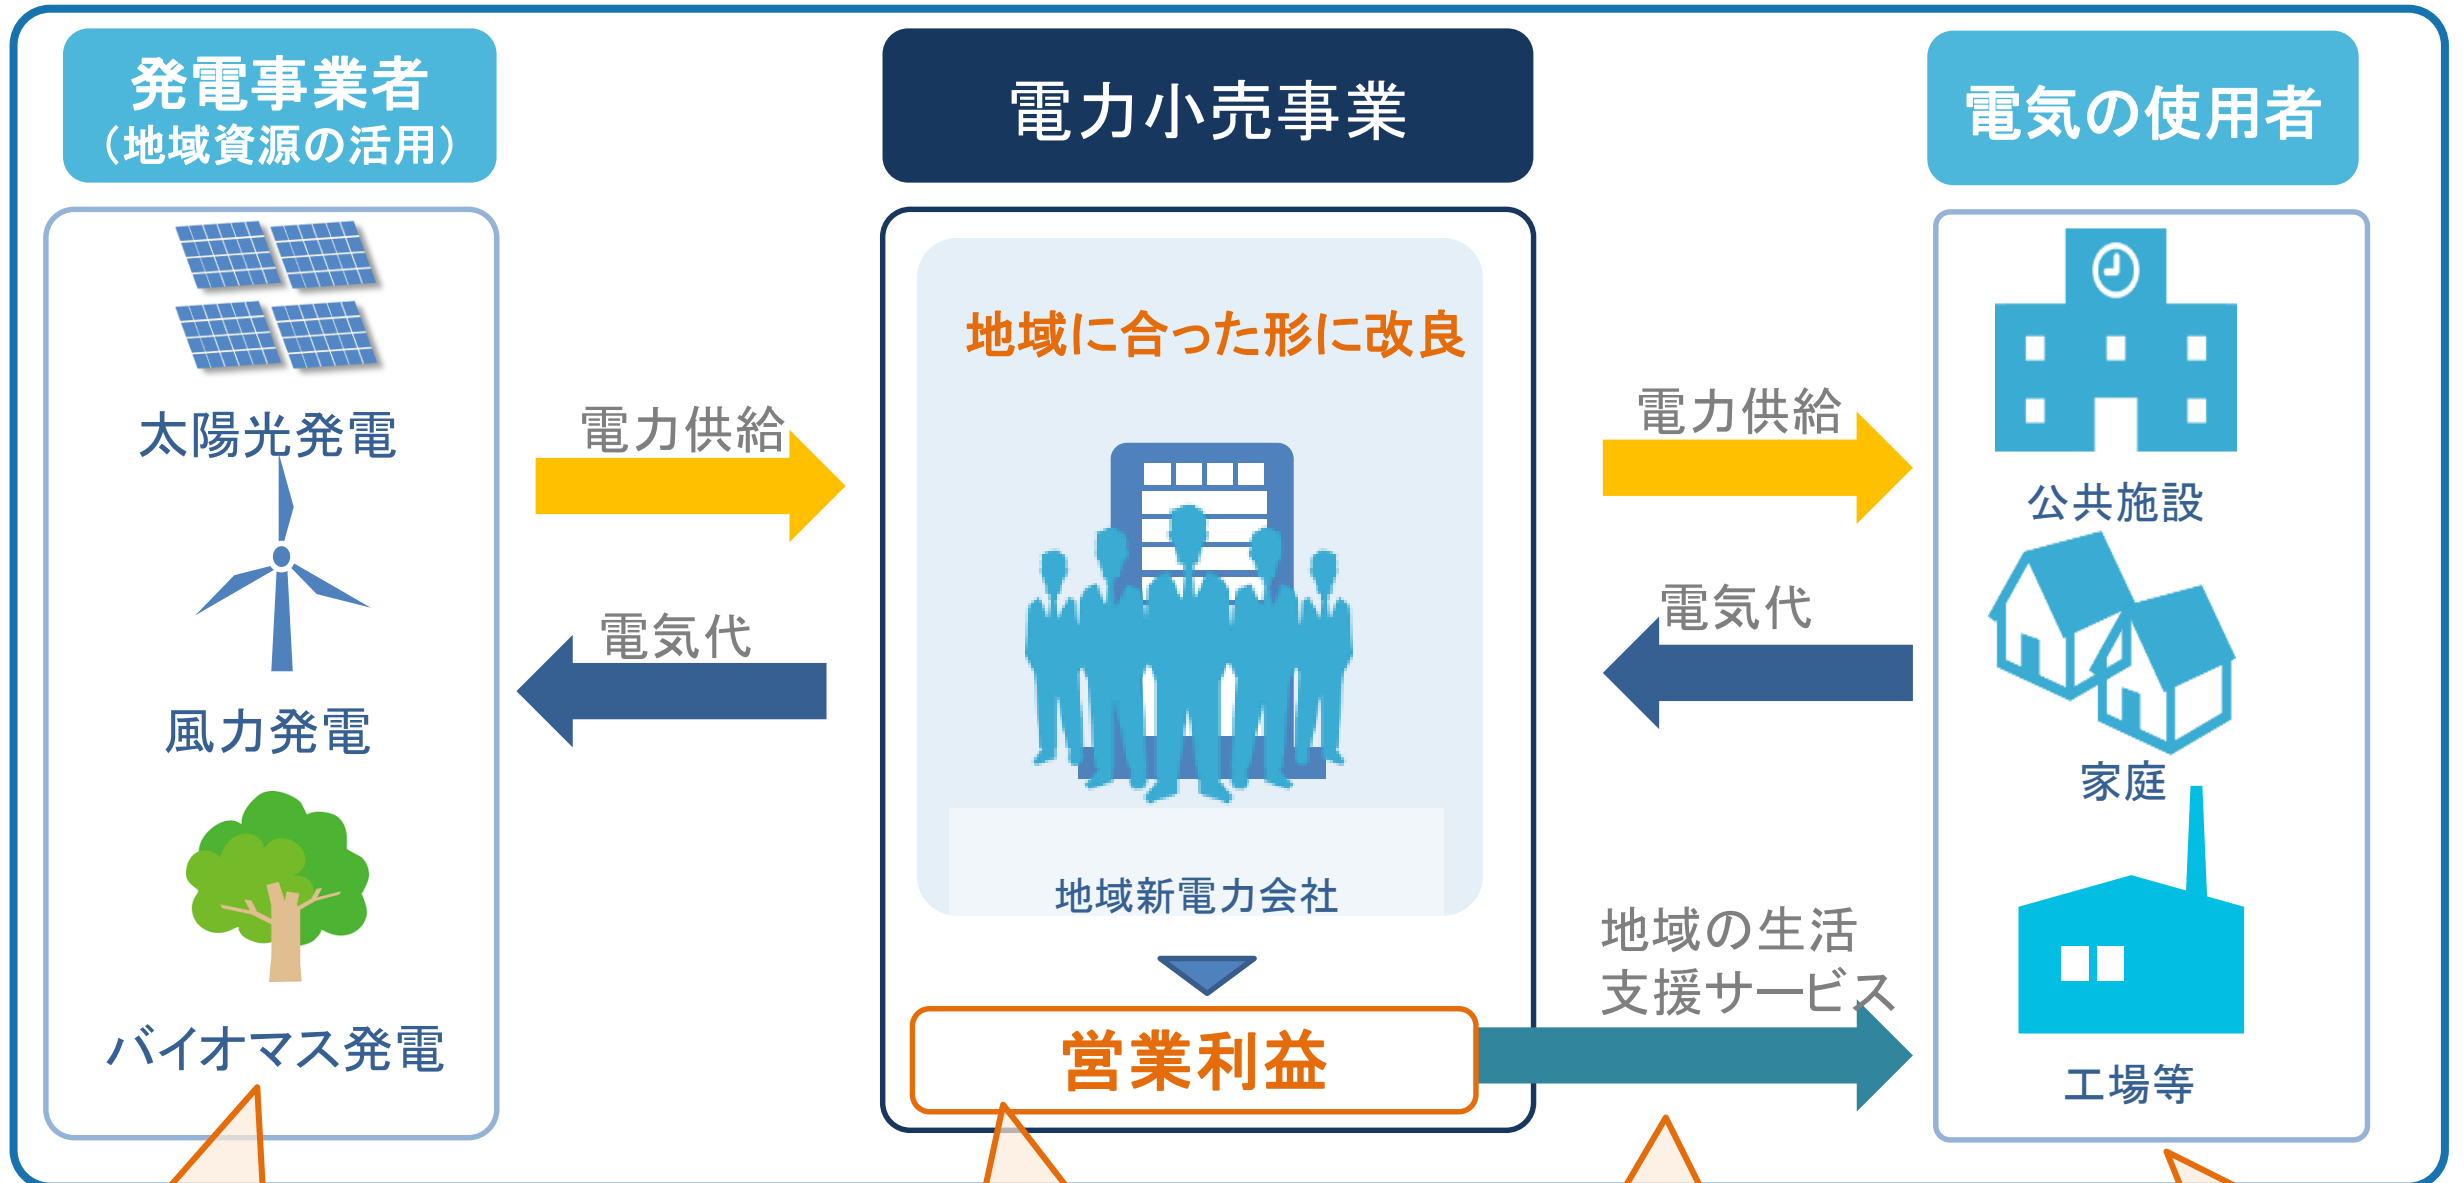 発電事業者
（地域資源の活用）
太陽光発電
風力発電
バイオマス発電
電力供給
電気代
電力小売事業
地域に合った形に改良
地域新電力会社
営業利益
電力供給
電気代
地域の生活
支援サービス
電気の使用者
公共施設
家庭
工場等